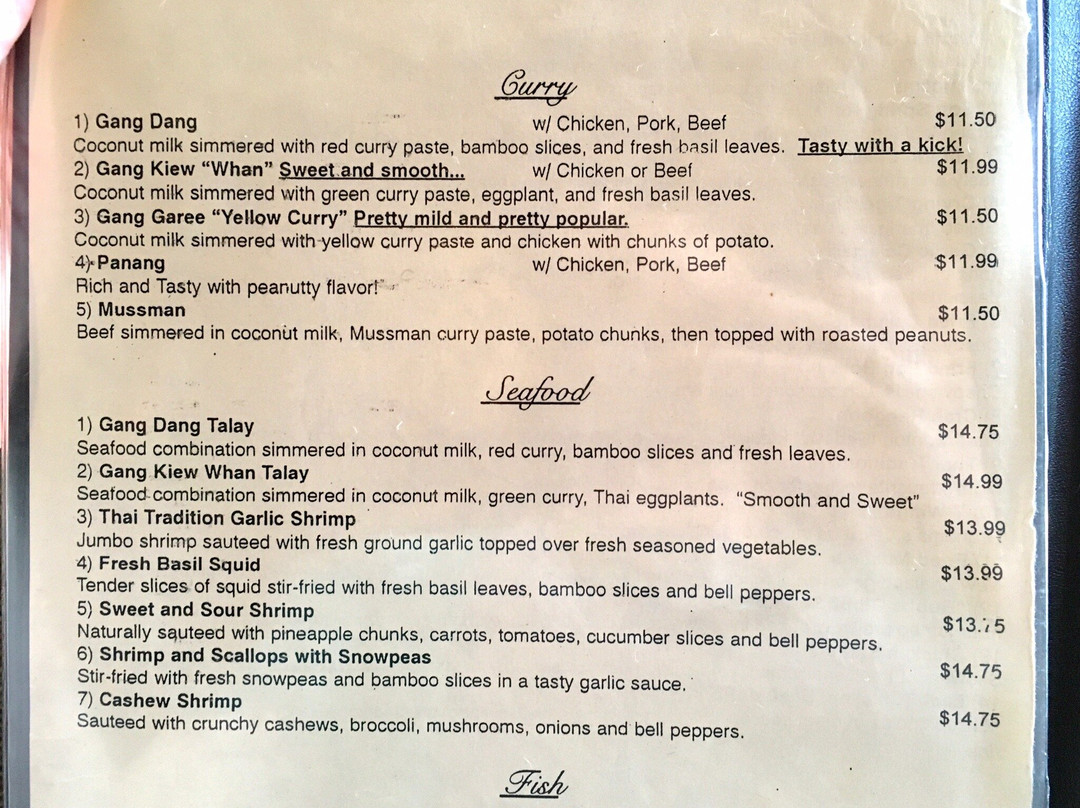 Curry
1) Gang Dang w/ Chicken, Pork, Beef $11.50
Coconut milk simmered with red curry paste, bamboo slices, and fresh basil leaves. Tasty with a kick!
2) Gang Kiew “Whan” Sweet and smooth... w/ Chicken or Beef $11.99
Coconut milk simmered with green curry paste, eggplant, and fresh basil leaves.
3) Gang Garee “Yellow Curry” Pretty mild and pretty popular. $11.50
Coconut milk simmered with yellow curry paste and chicken with chunks of potato.
4) Panang w/ Chicken, Pork, Beef $11.99
Rich and Tasty with peanutty flavor!
5) Mussman $11.50
Beef simmered in coconut milk, Mussman curry paste, potato chunks, then topped with roasted peanuts.
Seafood
1) Gang Dang Talay $14.75
Seafood combination simmered in coconut milk, red curry, bamboo slices and fresh leaves.
2) Gang Kiew Whan Talay $14.99
Seafood combination simmered in coconut milk, green curry, Thai eggplants. “Smooth and Sweet”
3) Thai Tradition Garlic Shrimp $13.99
Jumbo shrimp sauteed with fresh ground garlic topped over fresh seasoned vegetables.
4) Fresh Basil Squid $13.99
Tender slices of squid stir-fried with fresh basil leaves, bamboo slices and bell peppers.
5) Sweet and Sour Shrimp $13.75
Naturally sauteed with pineapple chunks, carrots, tomatoes, cucumber slices and bell peppers.
6) Shrimp and Scallops with Snowpeas $14.75
Stir-fried with fresh snowpeas and bamboo slices in a tasty garlic sauce.
7) Cashew Shrimp $14.75
Sauteed with crunchy cashews, broccoli, mushrooms, onions and bell peppers.
Fish